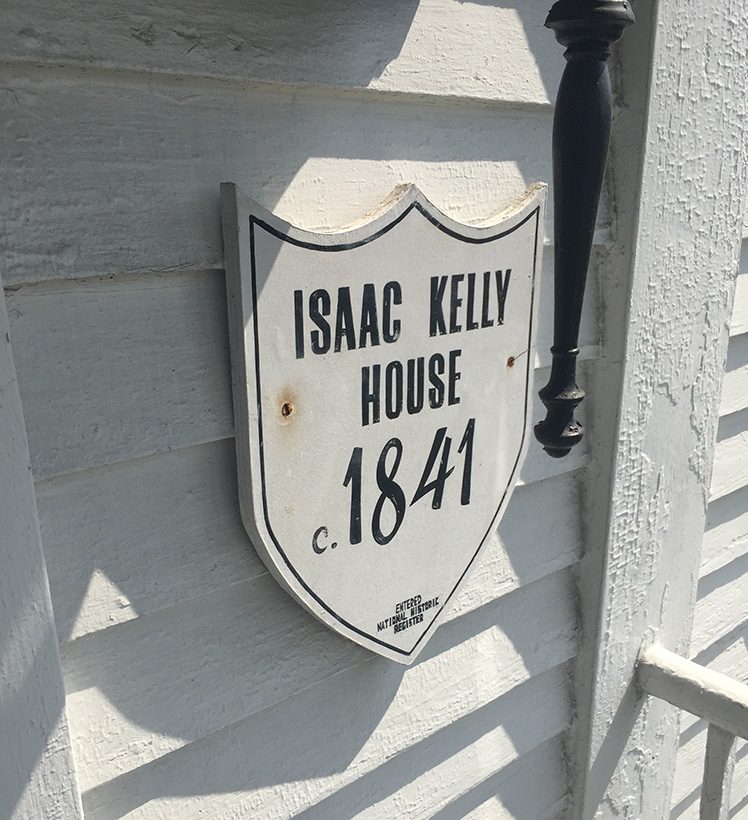 ISAAC KELLY
HOUSE
c. 1841
ENTERED
NATIONAL HISTORIC
REGISTER